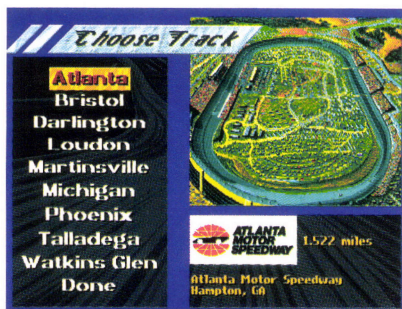 Choose Track
Atlanta
Bristol
Darlington
Loudon
Martinsville
Michigan
Phoenix
Talladega
Watkins Glen
Done
ATLANTA
MOTOR
SPEEDWAY
1.522 miles
Atlanta Motor Speedway
Hampton, GA